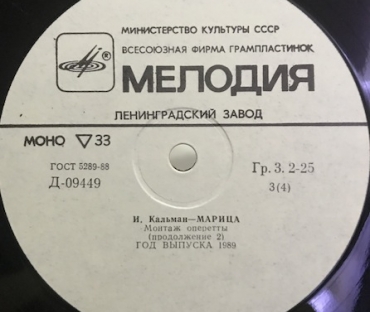 МИНИСТЕРСТВО КУЛЬТУРЫ СССР
ВСЕСОЮЗНАЯ ФИРМА ГРАМПЛАСТИНОК
МЕЛОДИЯ
ЛЕНИНГРАДСКИЙ ЗАВОД
МОНО ▽ 33
ГОСТ 5289-88
Д-09449
Гр. 3. 2-25
3(4)
И. Кальман—МАРИЦА
Монтаж оперетты
(продолжение 2)
ГОД ВЫПУСКА 1989